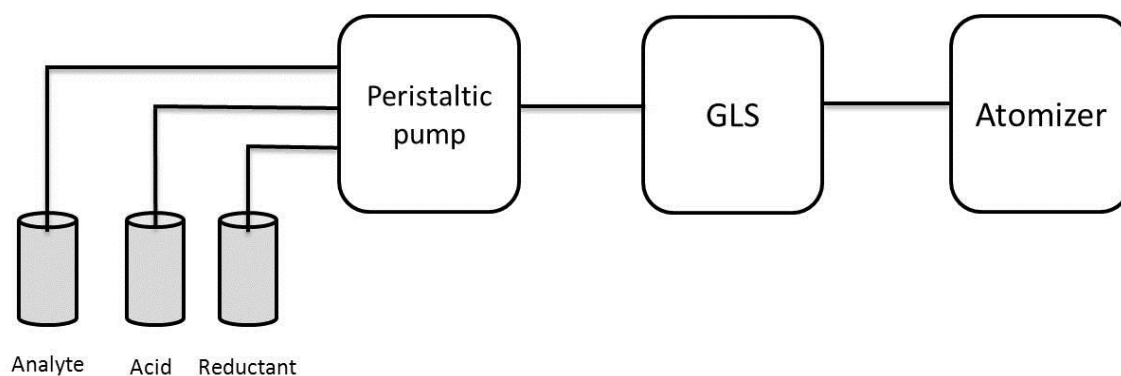 Peristaltic
pump
GLS
Atomizer
Analyte
Acid
Reductant